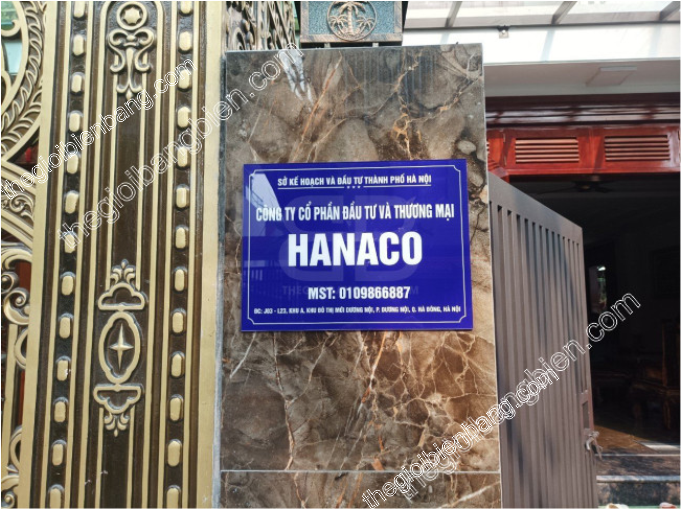 SỞ KẾ HOẠCH VÀ ĐẦU TƯ THÀNH PHỐ HÀ NỘI
CÔNG TY CỔ PHẦN ĐẦU TƯ VÀ THƯƠNG MẠI
HANACO
MST: 0109866887
ĐC: J03 - L23, KHU A, KHU ĐÔ THỊ MỚI DƯƠNG NỘI, P. DƯƠNG NỘI, Q. HÀ ĐÔNG, HÀ NỘI
thegioibienbang.com
thegioibangbien.com
thegioibangbien.com
thegioibienbang.com